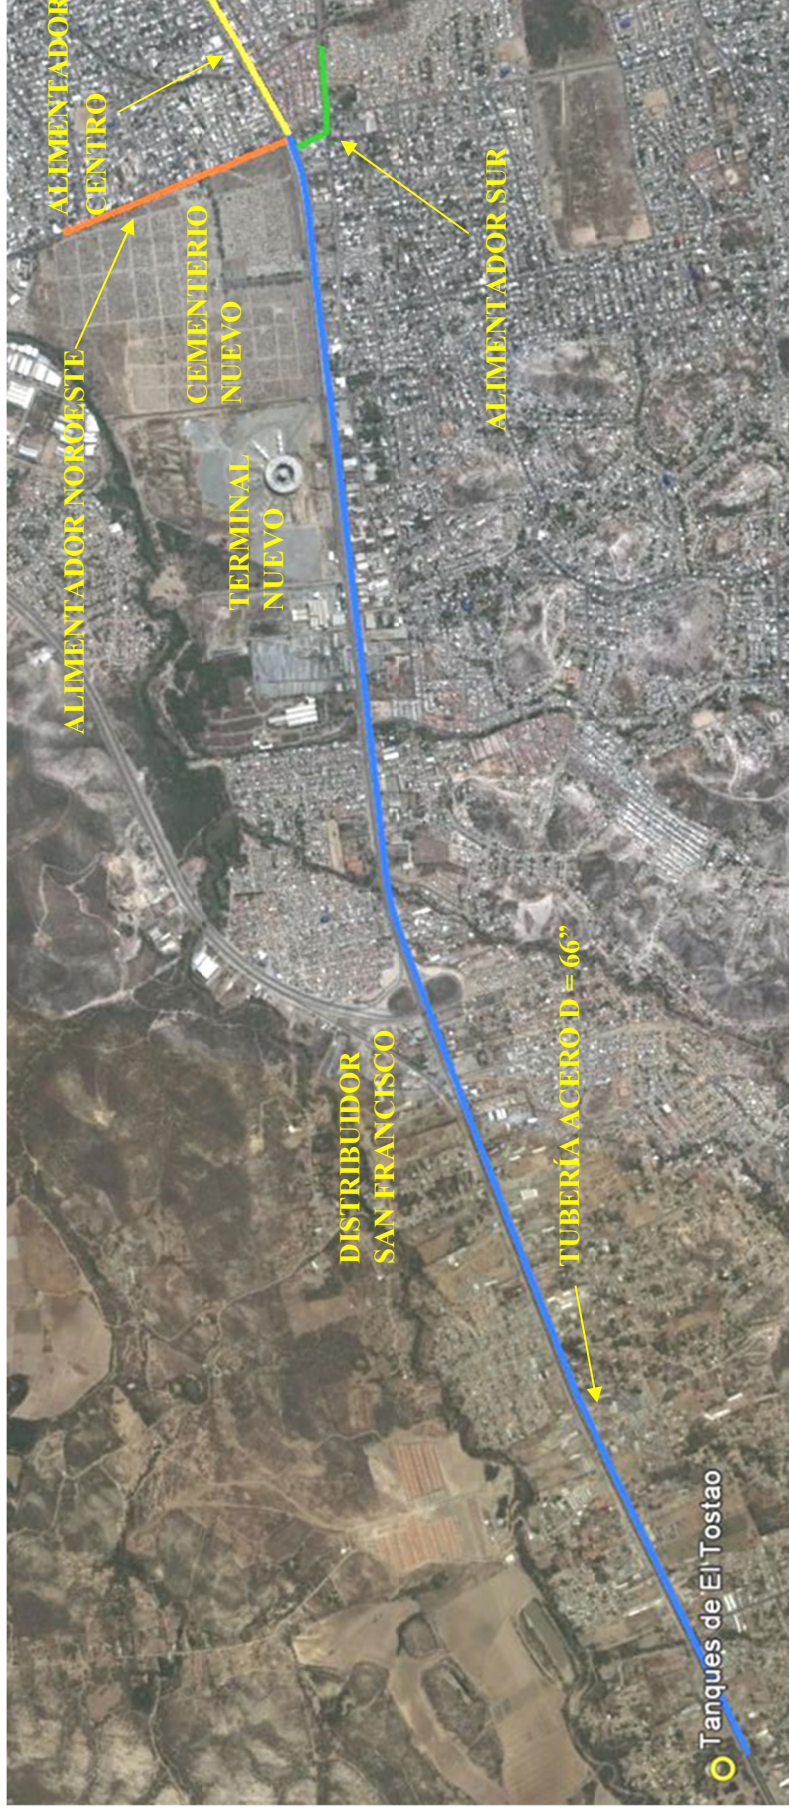 ALIMENTADOR
CENTRO
ALIMENTADOR NOROESTE
CEMENTERIO
NUEVO
TERMINAL
NUEVO
ALIMENTADOR SUR
DISTRIBUIDOR
SAN FRANCISCO
TUBERÍA ACERO D = 66”
Tanques de El Tostao